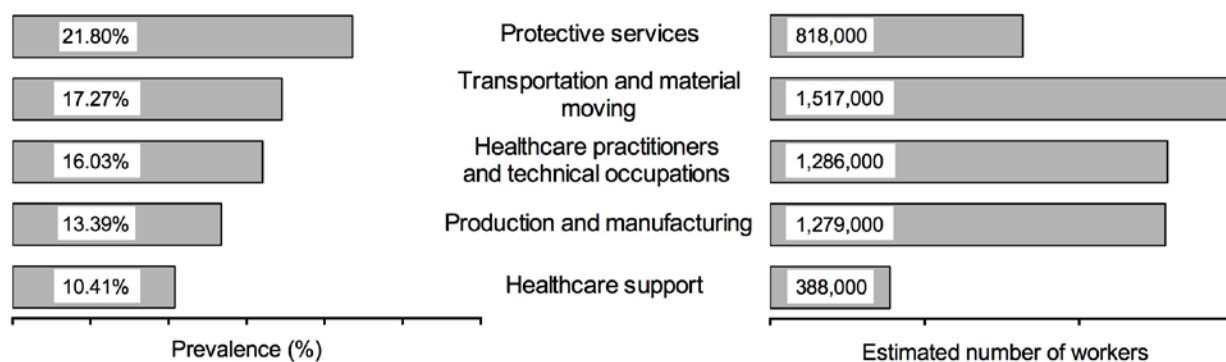 21.80%
Protective services
818,000
17.27%
Transportation and material
moving
1,517,000
16.03%
Healthcare practitioners
and technical occupations
1,286,000
13.39%
Production and manufacturing
1,279,000
10.41%
Healthcare support
388,000
Prevalence (%)
Estimated number of workers